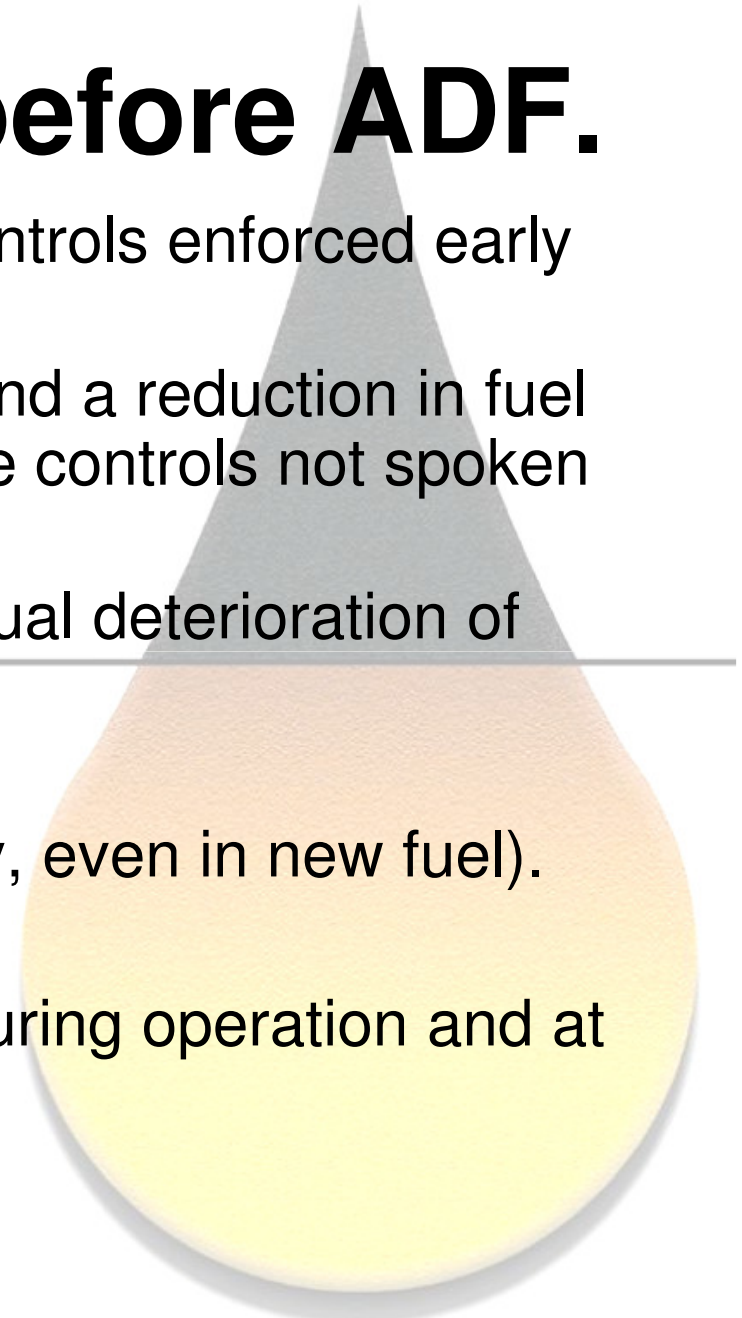 before ADF.
ntrols enforced early
nd a reduction in fuel
e controls not spoken
ual deterioration of
, even in new fuel).
uring operation and at